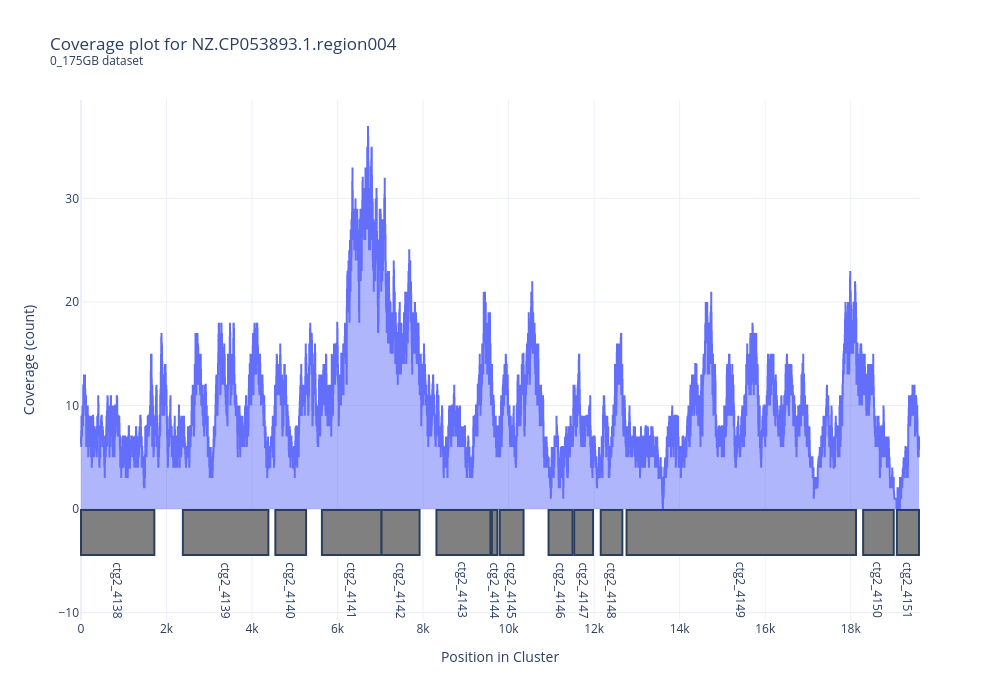 Coverage plot for NZ.CP053893.1.region004
0_175GB dataset
Coverage (count)
30
20
10
0
−10
ctg2_4138
ctg2_4139
ctg2_4140
ctg2_4141
ctg2_4142
ctg2_4143
ctg2_4144
ctg2_4145
ctg2_4146
ctg2_4147
ctg2_4148
ctg2_4149
ctg2_4150
ctg2_4151
0
2k
4k
6k
8k
10k
12k
14k
16k
18k
Position in Cluster